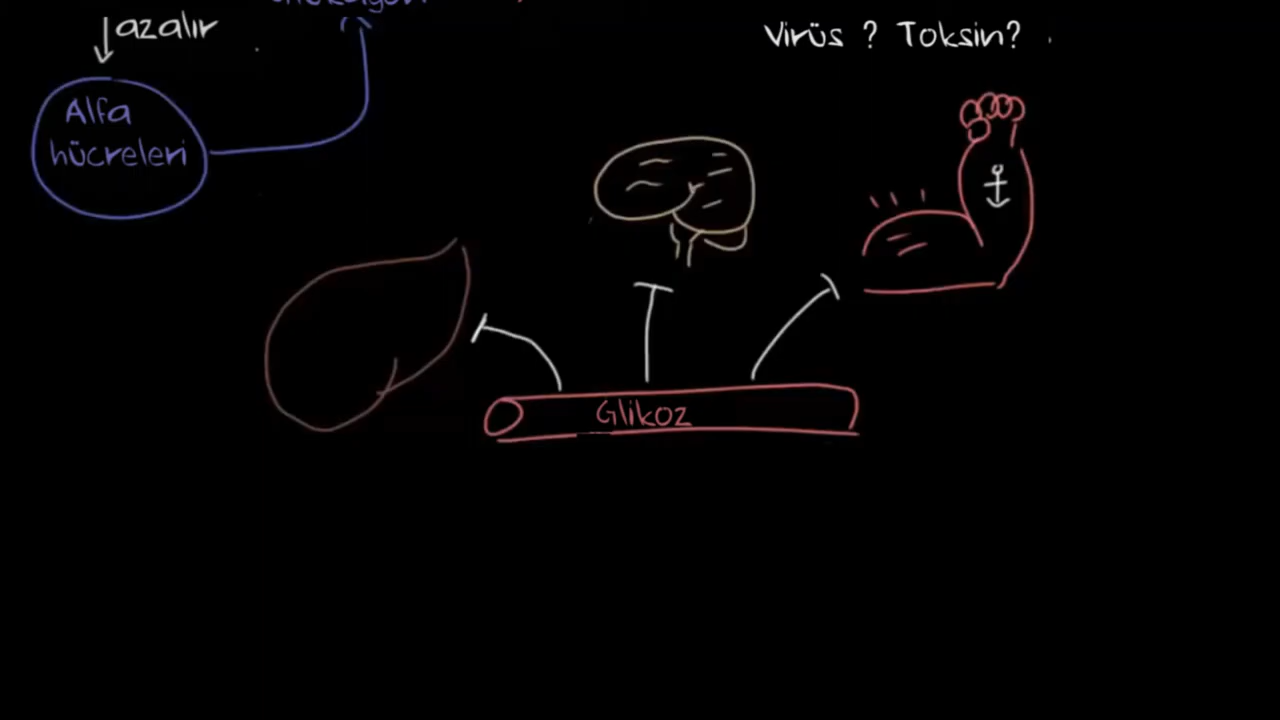 azalır
Virüs ? Toksin?
Alfa
hücreleri
Glikoz